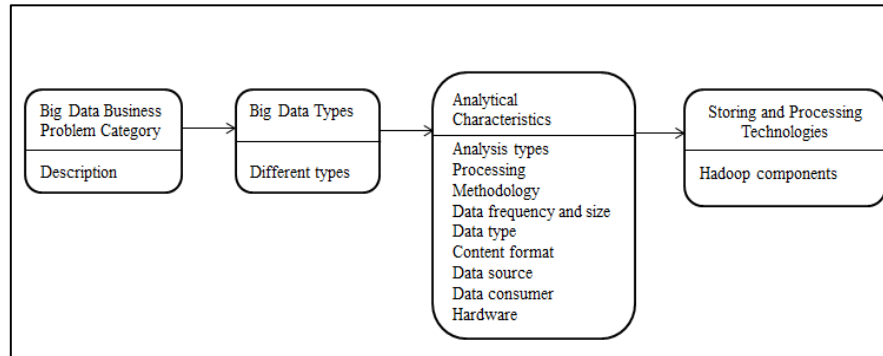 Big Data Business
Problem Category
Description
Big Data Types
Different types
Analytical
Characteristics
Analysis types
Processing
Methodology
Data frequency and size
Data type
Content format
Data source
Data consumer
Hardware
Storing and Processing
Technologies
Hadoop components